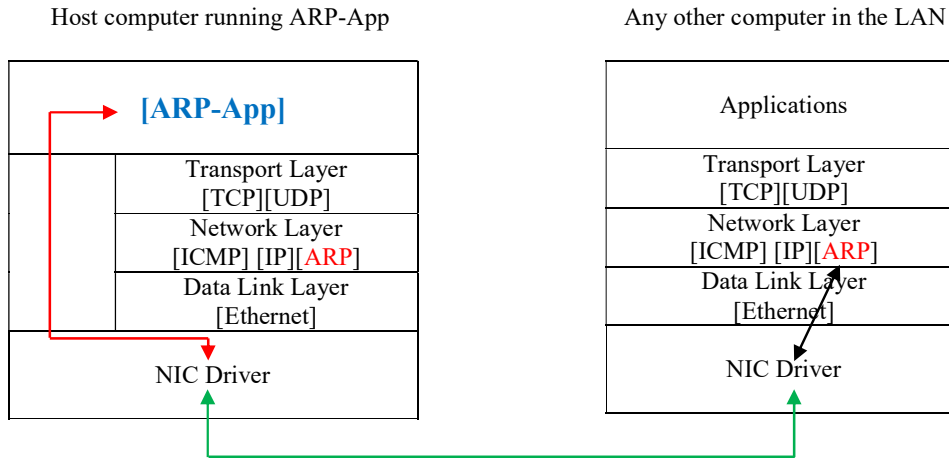 Host computer running ARP-App
Any other computer in the LAN
[ARP-App]
Transport Layer
[TCP][UDP]
Network Layer
[ICMP] [IP][ARP]
Data Link Layer
[Ethernet]
NIC Driver
Applications
Transport Layer
[TCP][UDP]
Network Layer
[ICMP] [IP][ARP]
Data Link Layer
[Ethernet]
NIC Driver